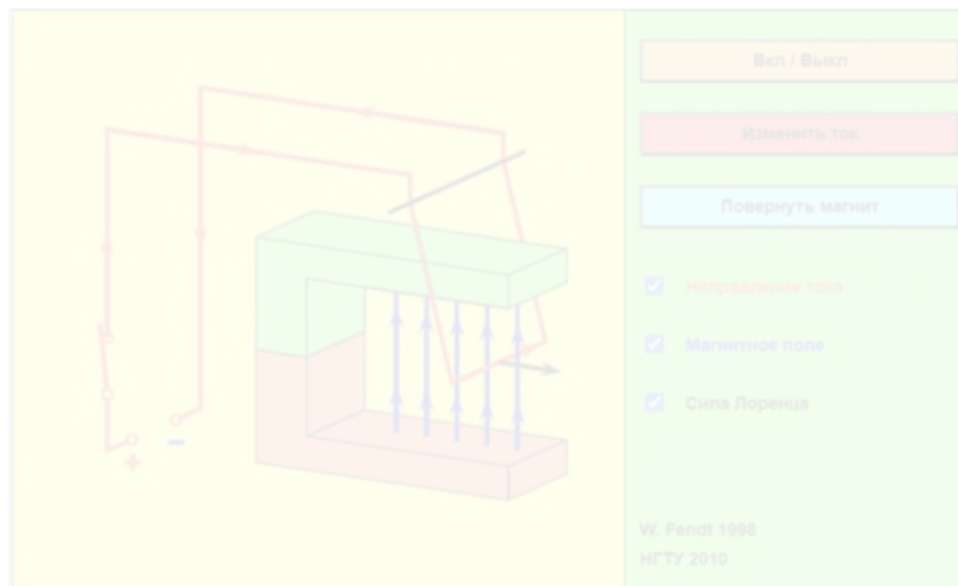 Вкл / Выкл
Изменить ток
Повернуть магнит
Направление тока
Магнитное поле
Сила Лоренца
+
−
W. Fendt 1998
НГТУ 2010